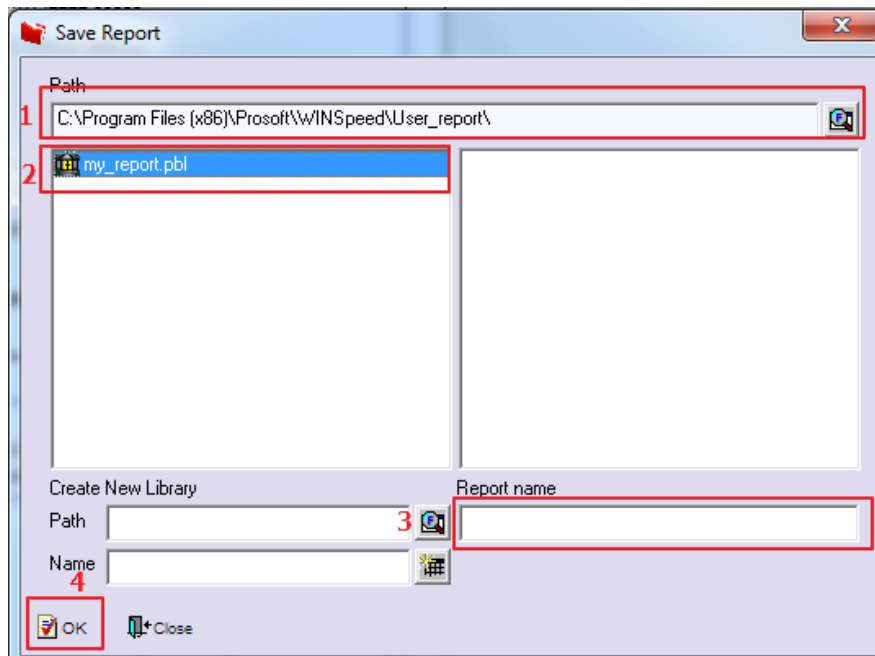 Save Report
Path
1
C:\Program Files (x86)\Prosoft\WINSpeed\User_report\
2
my_report.pbl
Create New Library
Report name
Path
3
Name
4
OK
Close